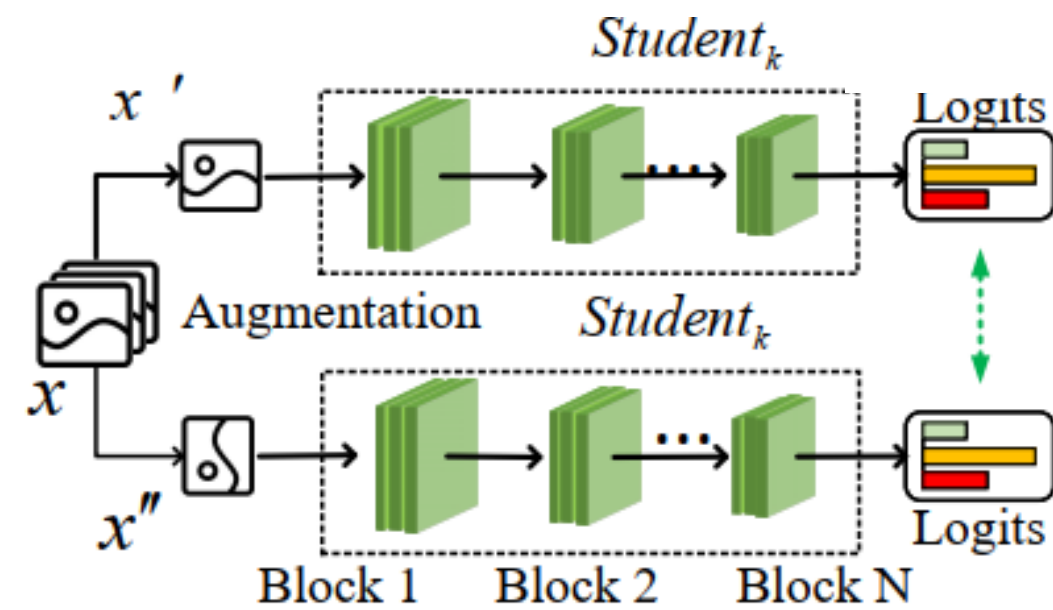 Student_k
x '
Logits
Augmentation
Student_k
x
x"
Logits
Block 1 Block 2 Block N